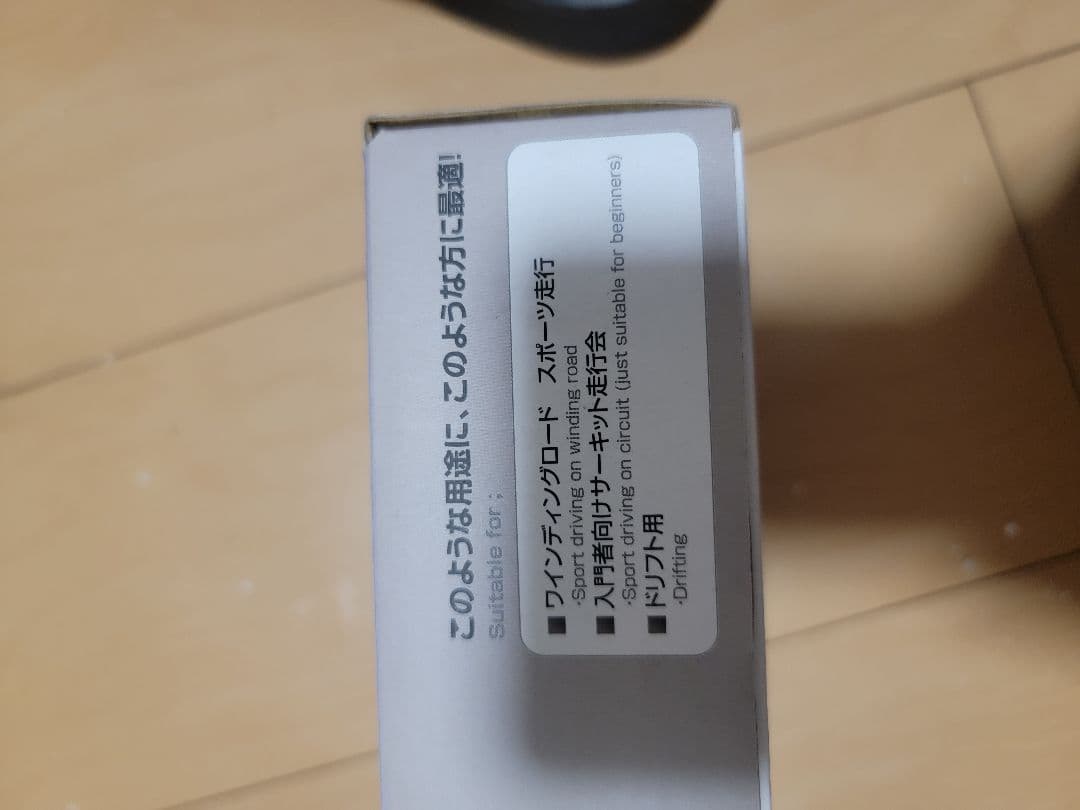 このような用途に、このような方に最適!
Suitable for ;
■ワインディングロード　スポーツ走行
・Sport driving on winding road
■入門者向けサーキット走行会
・Sport driving on circuit (just suitable for beginners)
■ドリフト用
・Drifting